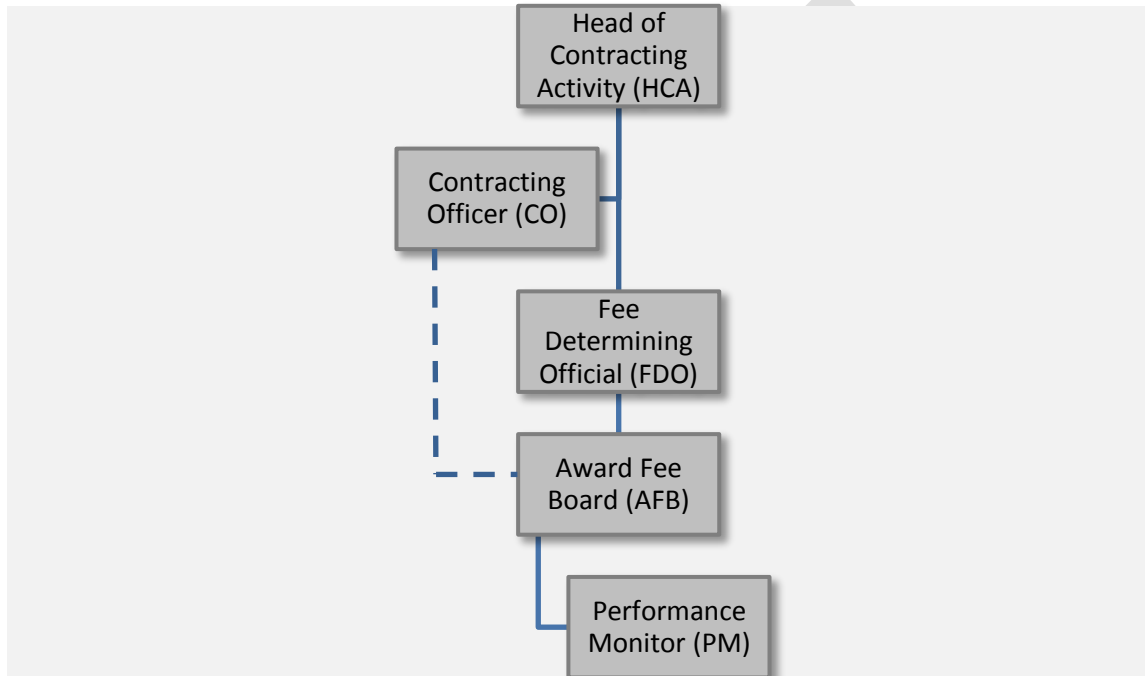 Head of
Contracting
Activity (HCA)
Contracting
Officer (CO)
Fee
Determining
Official (FDO)
Award Fee
Board (AFB)
Performance
Monitor (PM)